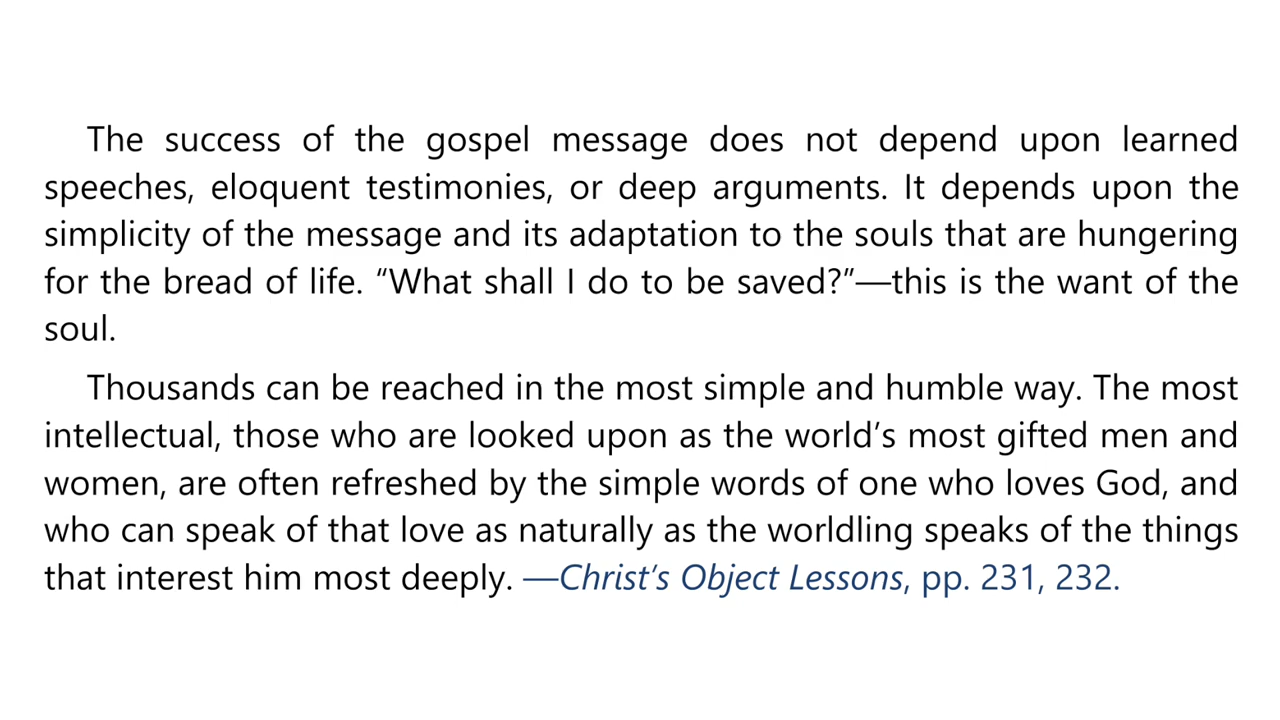 The success of the gospel message does not depend upon learned
speeches, eloquent testimonies, or deep arguments. It depends upon the
simplicity of the message and its adaptation to the souls that are hungering
for the bread of life. “What shall I do to be saved?”—this is the want of the
soul.
Thousands can be reached in the most simple and humble way. The most
intellectual, those who are looked upon as the world’s most gifted men and
women, are often refreshed by the simple words of one who loves God, and
who can speak of that love as naturally as the worldling speaks of the things
that interest him most deeply. —Christ’s Object Lessons, pp. 231, 232.